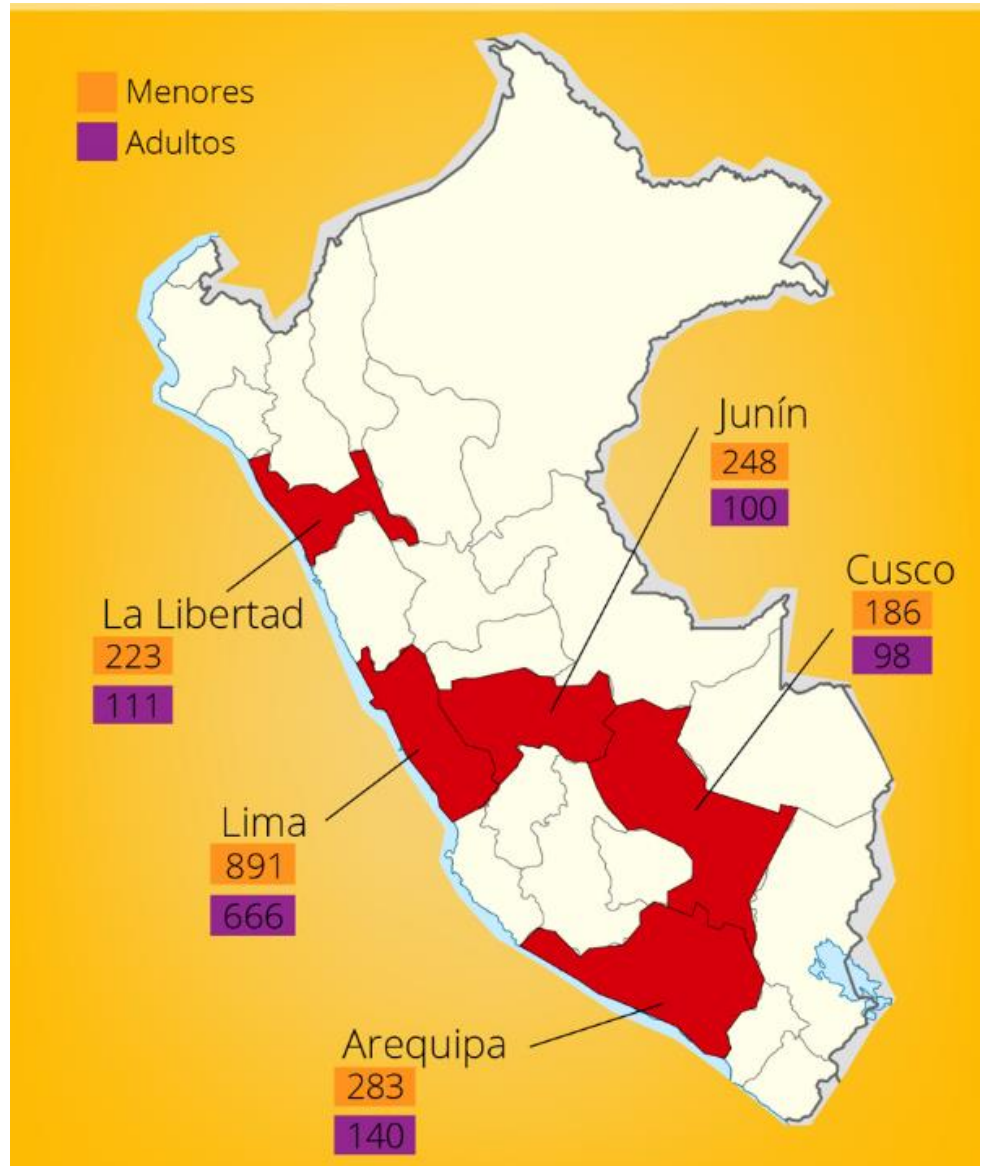 Menores
Adultos
Junín
248
100
Cusco
186
98
La Libertad
223
111
Lima
891
666
Arequipa
283
140